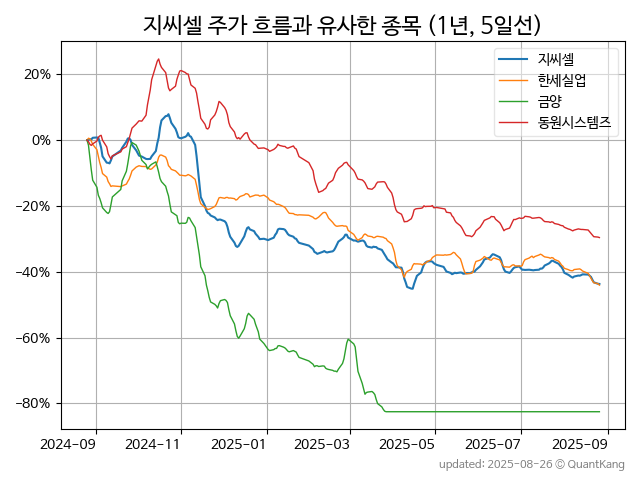 지씨셀 주가 흐름과 유사한 종목 (1년, 5일선)
지씨셀
한세실업
금양
동원시스템즈
20%
0%
−20%
−40%
−60%
−80%
2024−09
2024−11
2025−01
2025−03
2025−05
2025−07
2025−09
updated: 2025-08-26 © QuantKang